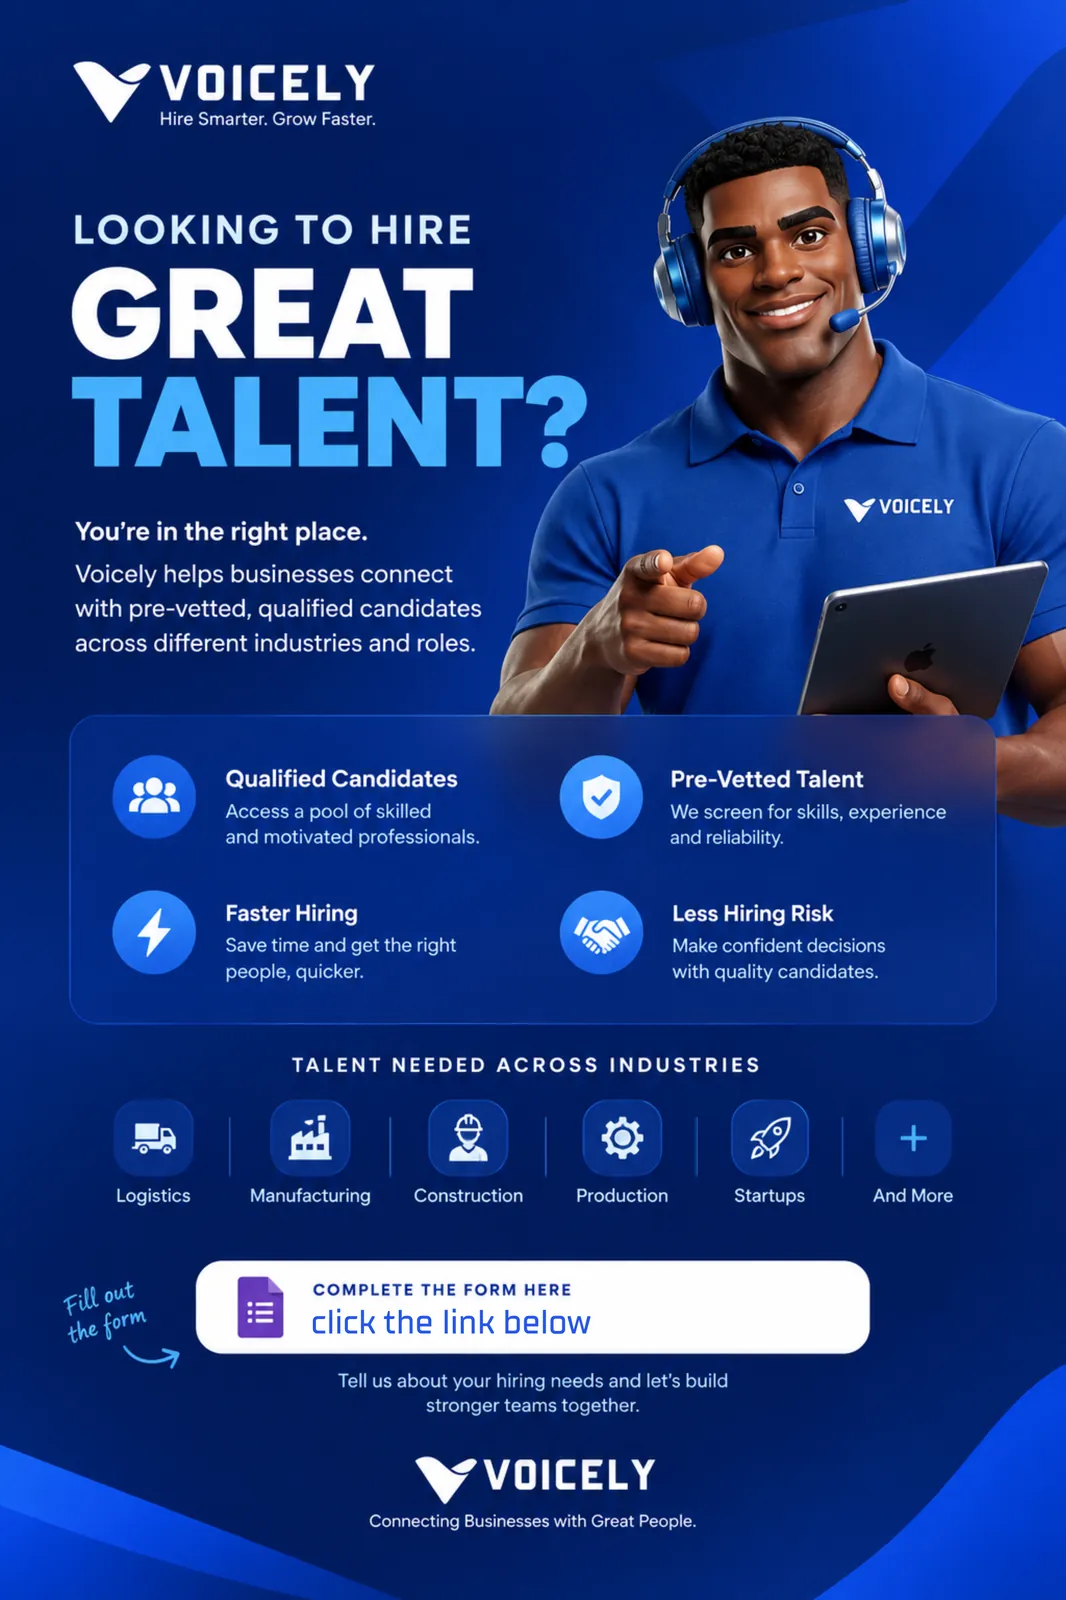 VOICELY
Hire Smarter. Grow Faster.
LOOKING TO HIRE
GREAT
TALENT?
You're in the right place.
Voicely helps businesses connect
with pre-vetted, qualified candidates
across different industries and roles.
VOICELY
Qualified Candidates
Access a pool of skilled
and motivated professionals.
Pre-Vetted Talent
We screen for skills, experience
and reliability.
Faster Hiring
Save time and get the right
people, quicker.
Less Hiring Risk
Make confident decisions
with quality candidates.
TALENT NEEDED ACROSS INDUSTRIES
Logistics
Manufacturing
Construction
Production
Startups
And More
Fill out
the form
COMPLETE THE FORM HERE
click the link below
Tell us about your hiring needs and let's build
stronger teams together.
VOICELY
Connecting Businesses with Great People.